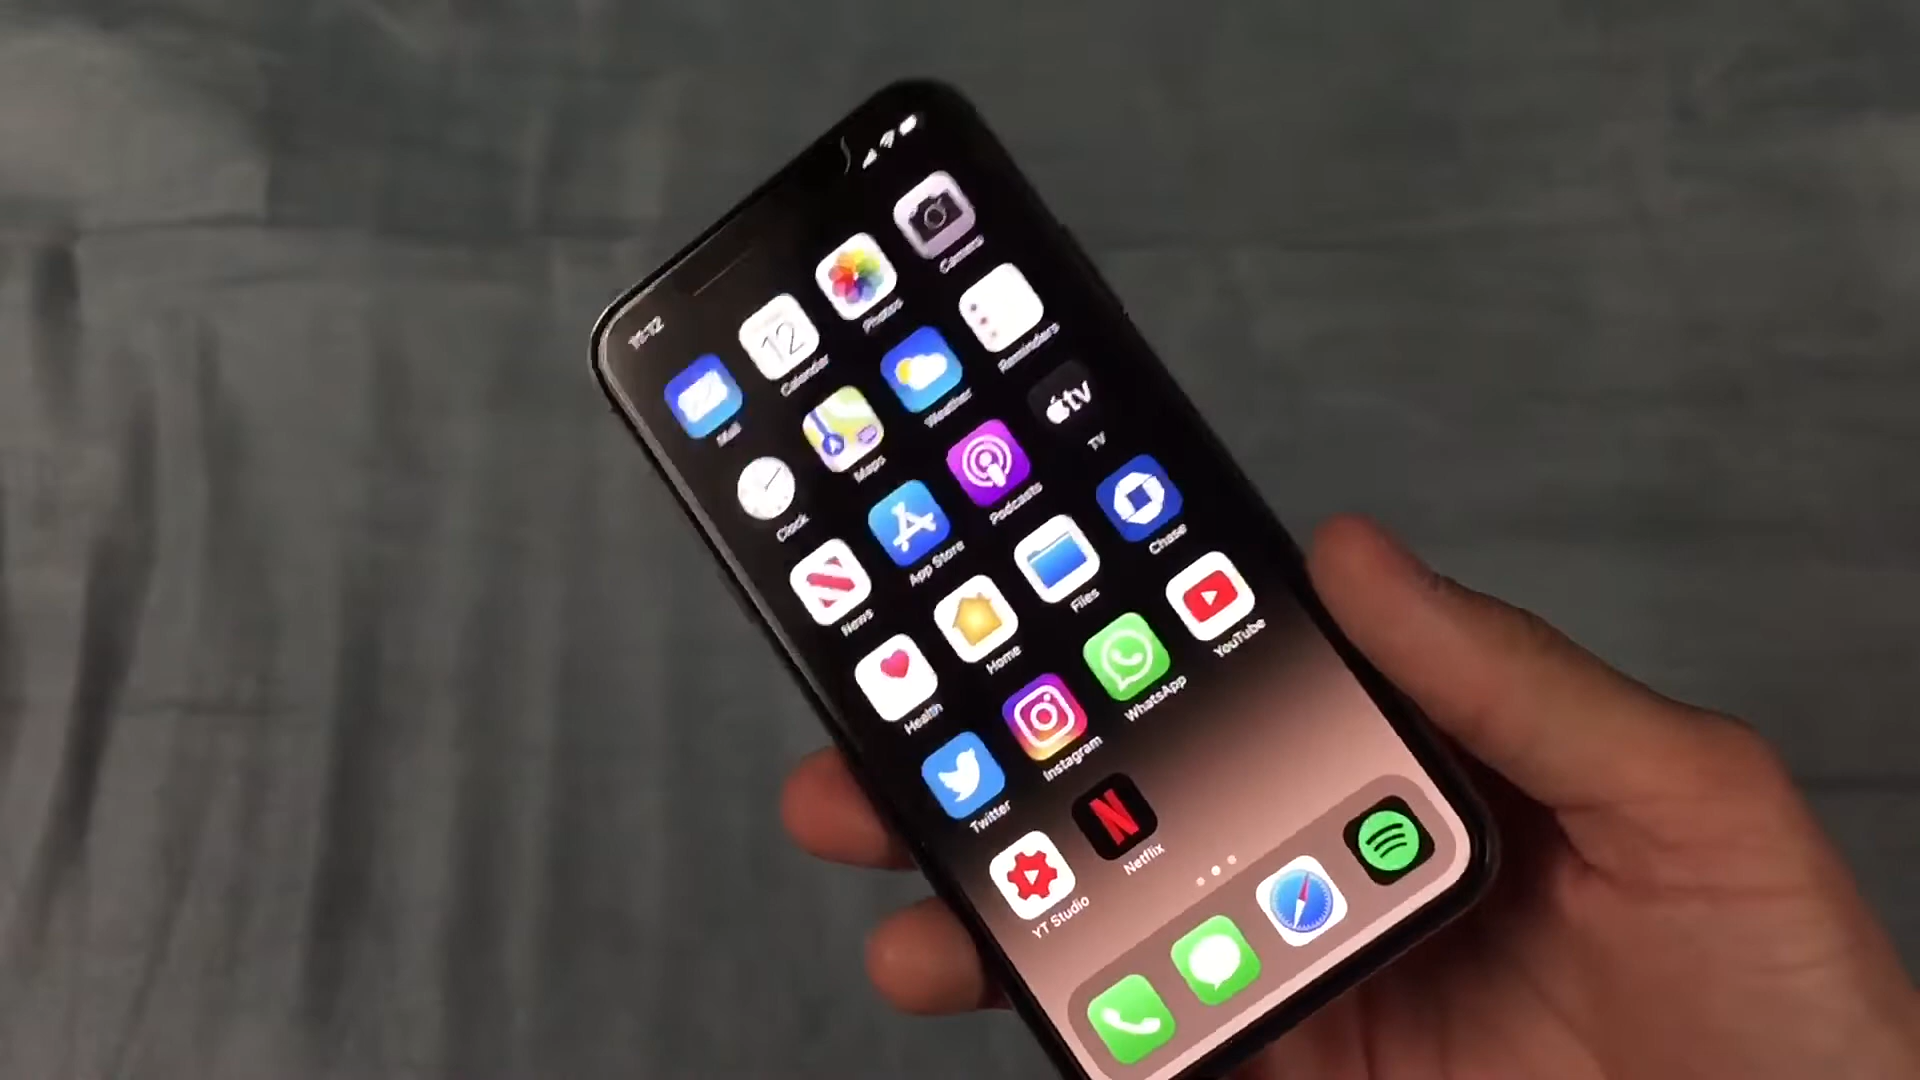 11:12
Mail
12
Calendar
Photos
Camera
Clock
Maps
Weather
Reminders
News
App Store
Podcasts
tv
TV
Health
Home
Files
Chase
Twitter
Instagram
WhatsApp
YouTube
YT Studio
N
Netflix